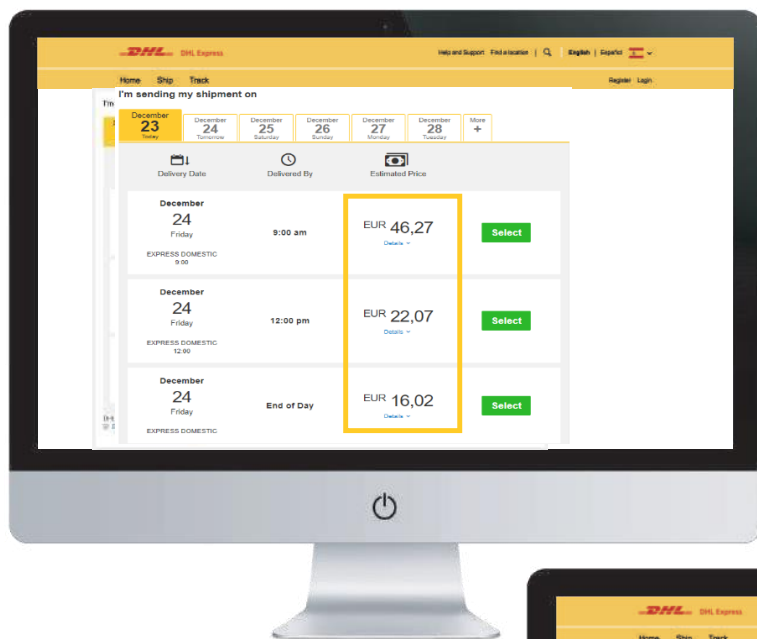 DHL DHL Express Help and Support Find a location | English | Español
Home Ship Track Register Login
I'm sending my shipment on
I'm
December December December December December December More
23 24 25 26 27 28 +
Today Tomorrow Saturday Sunday Monday Tuesday
Delivery Date Delivered By Estimated Price
December
24
Friday 9:00 am EUR 46,27 Select
Details
EXPRESS DOMESTIC
9:00
December
24
Friday 12:00 pm EUR 22,07 Select
Details
EXPRESS DOMESTIC
12:00
December
24
Friday End of Day EUR 16,02 Select
Details
EXPRESS DOMESTIC
DHL DHL Express
Home Ship Track